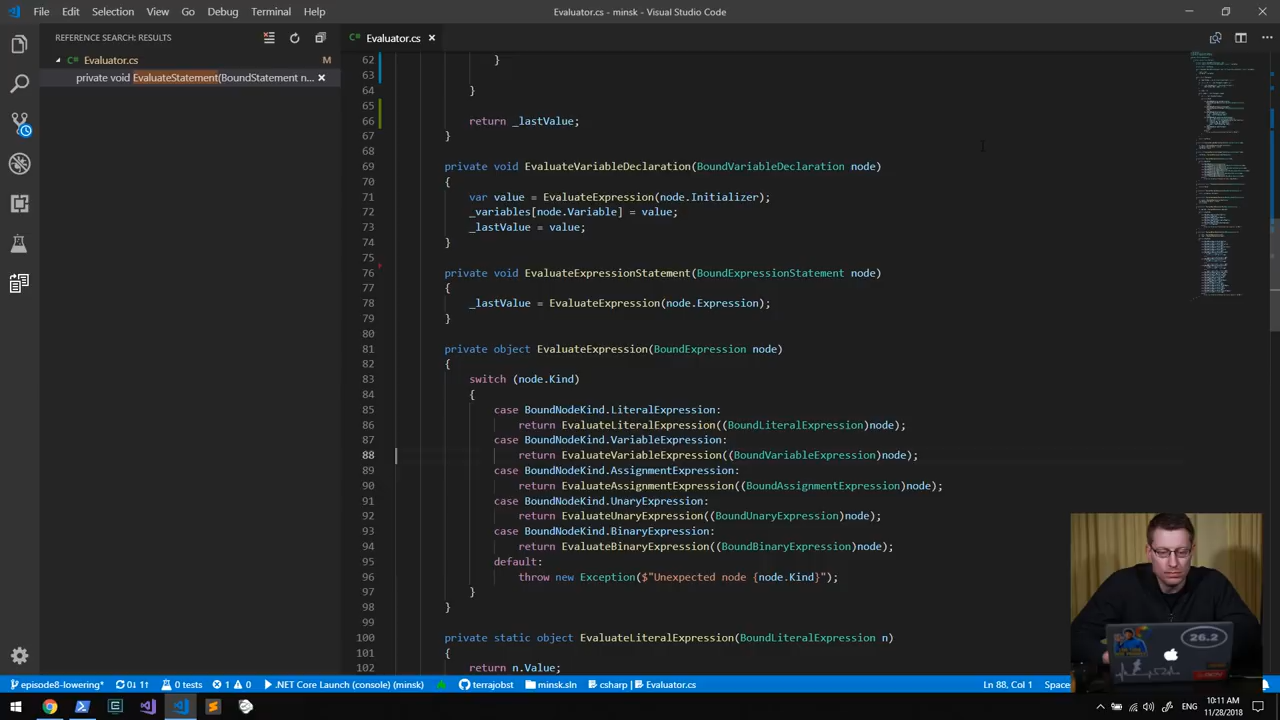 File Edit Selection View Go Debug Terminal Help
Evaluator.cs - minsk - Visual Studio Code
REFERENCE SEARCH: RESULTS
Evaluator.cs M
private void EvaluateStatement(BoundStatement n...
Evaluator.cs
62 }
63
64 }
65
66 return lastValue;
67
68
69 private EvaluateVariableDeclaration(BoundVariableDeclaration node)
70
71 var = EvaluateExpression(node.Initializer);
72 [node.Variable] = value;
73 = value;
74
75
76 private void EvaluateExpressionStatement(BoundExpressionStatement node)
77 {
78 _lastValue = EvaluateExpression(node.Expression);
79 }
80
81 private object EvaluateExpression(BoundExpression node)
82 {
83 switch (node.Kind)
84 {
85 case BoundNodeKind.LiteralExpression:
86 return EvaluateLiteralExpression((BoundLiteralExpression)node);
87 case BoundNodeKind.VariableExpression:
88 return EvaluateVariableExpression((BoundVariableExpression)node);
89 case BoundNodeKind.AssignmentExpression:
90 return EvaluateAssignmentExpression((BoundAssignmentExpression)node);
91 case BoundNodeKind.UnaryExpression:
92 return EvaluateUnaryExpression((BoundUnaryExpression)node);
93 case BoundNodeKind.BinaryExpression:
94 return EvaluateBinaryExpression((BoundBinaryExpression)node);
95 default:
96 throw new Exception($"Unexpected node {node.Kind}");
97 }
98 }
99
100 private static object EvaluateLiteralExpression(BoundLiteralExpression n)
101 {
102 return n.Value;
26.2
episode8-lowering* 0↓ 1↑ 0 tests 1 0 .NET Core Launch (console) (minsk) terrajobst minsk.sln csharp Evaluator.cs Ln 88, Col 1 Spaces
ENG
10:11 AM
11/28/2018